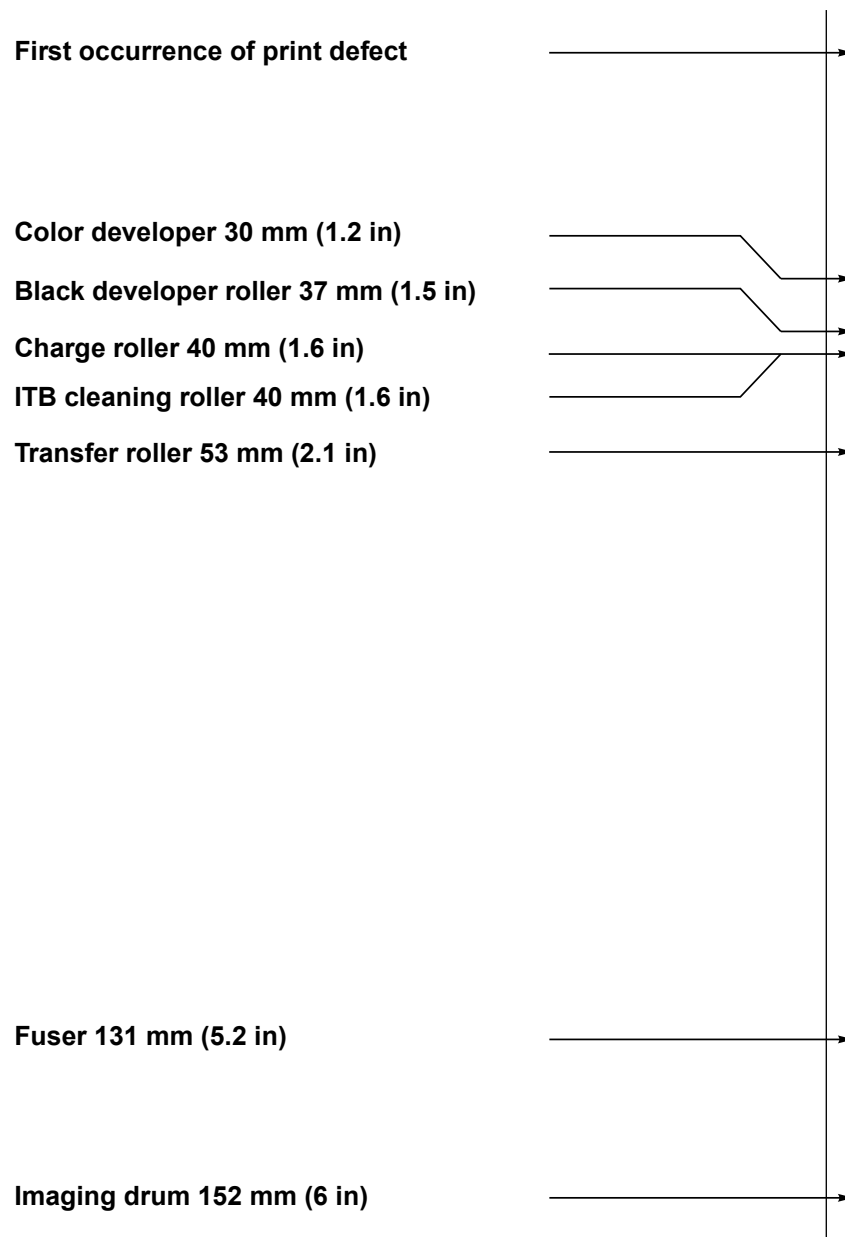 First occurrence of print defect
Color developer 30 mm (1.2 in)
Black developer roller 37 mm (1.5 in)
Charge roller 40 mm (1.6 in)
ITB cleaning roller 40 mm (1.6 in)
Transfer roller 53 mm (2.1 in)
Fuser 131 mm (5.2 in)
Imaging drum 152 mm (6 in)